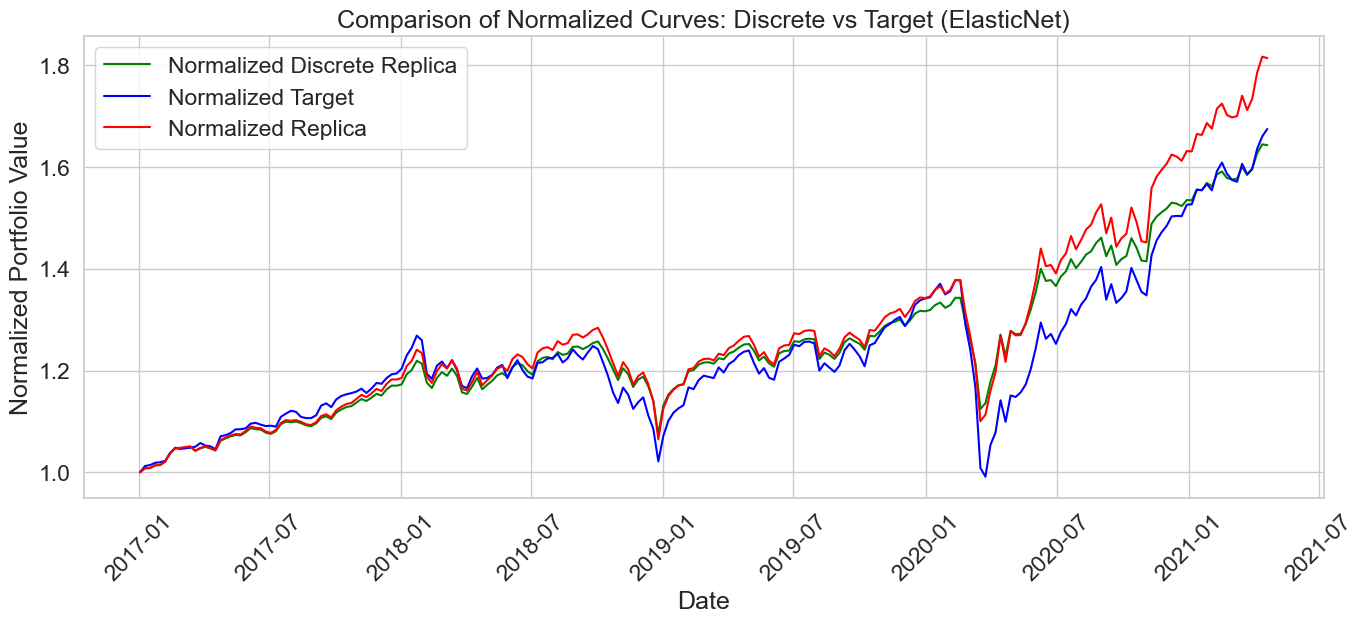 Comparison of Normalized Curves: Discrete vs Target (ElasticNet)
Normalized Discrete Replica
Normalized Target
Normalized Replica
Normalized Portfolio Value
1.8
1.6
1.4
1.2
1.0
2017-01
2017-07
2018-01
2018-07
2019-01
2019-07
2020-01
2020-07
2021-01
2021-07
Date